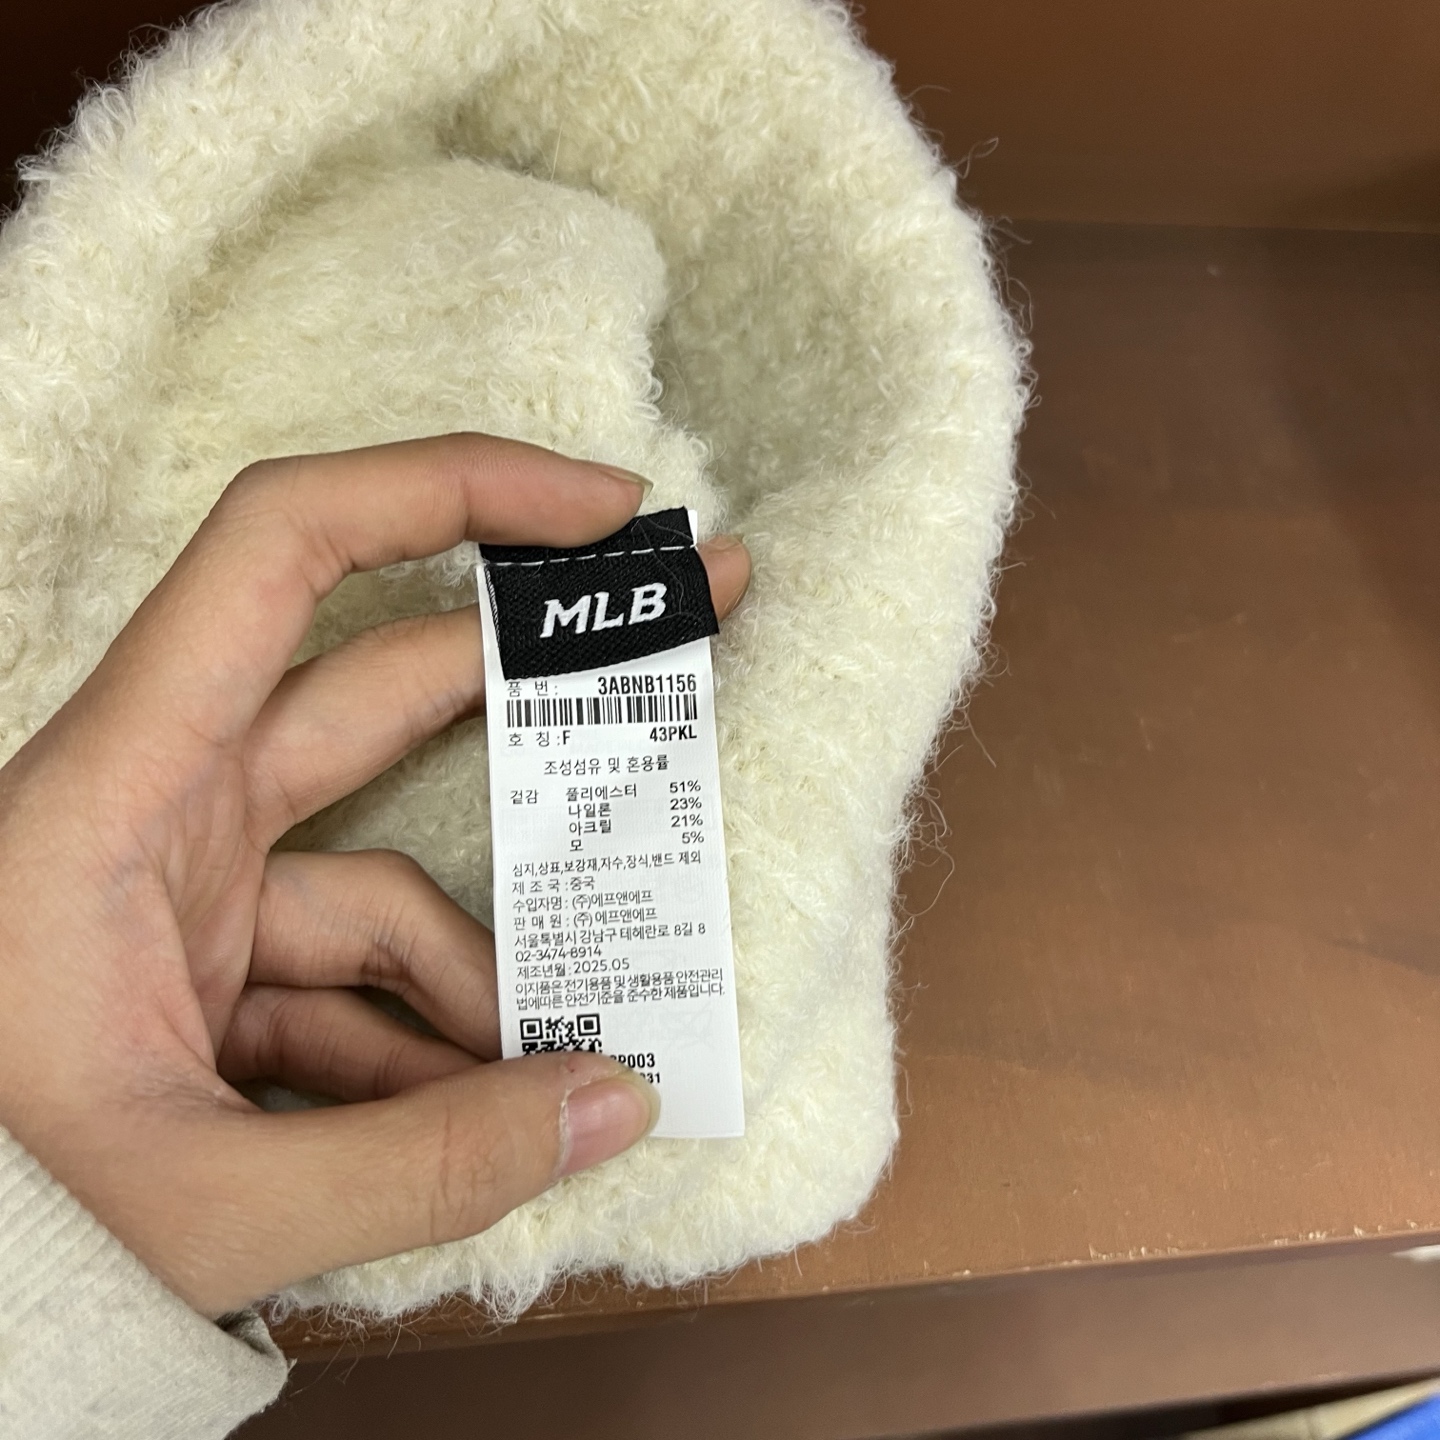 MLB
품 번 : 3ABNB1156
호 칭 : F 43PKL
조성섬유 및 혼용률
겉감 폴리에스터 51%
나일론 23%
아크릴 21%
모 5%
심지,상표,보강재,자수,장식,밴드 제외
제 조 국 : 중국
수입자명 : (주)에프앤에프
판 매 원 : (주)에프앤에프
서울특별시 강남구 테헤란로 8길 8
02-3474-8914
제조년월 : 2025.05
이제품은 전기용품 및 생활용품 안전관리
법에따른 안전기준을 준수한 제품입니다.